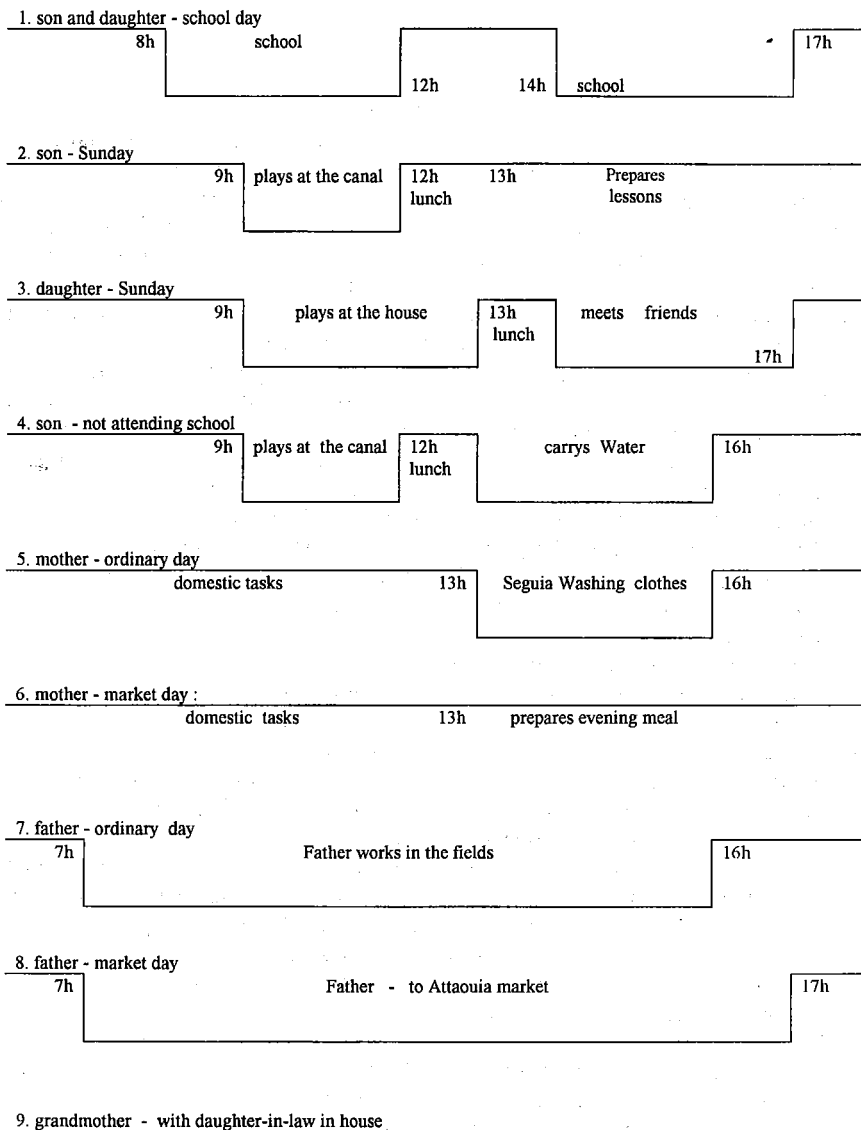 1. son and daughter - school day
8h school 17h
12h 14h school
2. son - Sunday
9h plays at the canal 12h 13h Prepares
lunch lessons
3. daughter - Sunday
9h plays at the house 13h meets friends
lunch
17h
4. son - not attending school
9h plays at the canal 12h carrys Water 16h
lunch
5. mother - ordinary day
domestic tasks 13h Seguia Washing clothes 16h
6. mother - market day :
domestic tasks 13h prepares evening meal
7. father - ordinary day
7h Father works in the fields 16h
8. father - market day
7h Father - to Attaouia market 17h
9. grandmother - with daughter-in-law in house